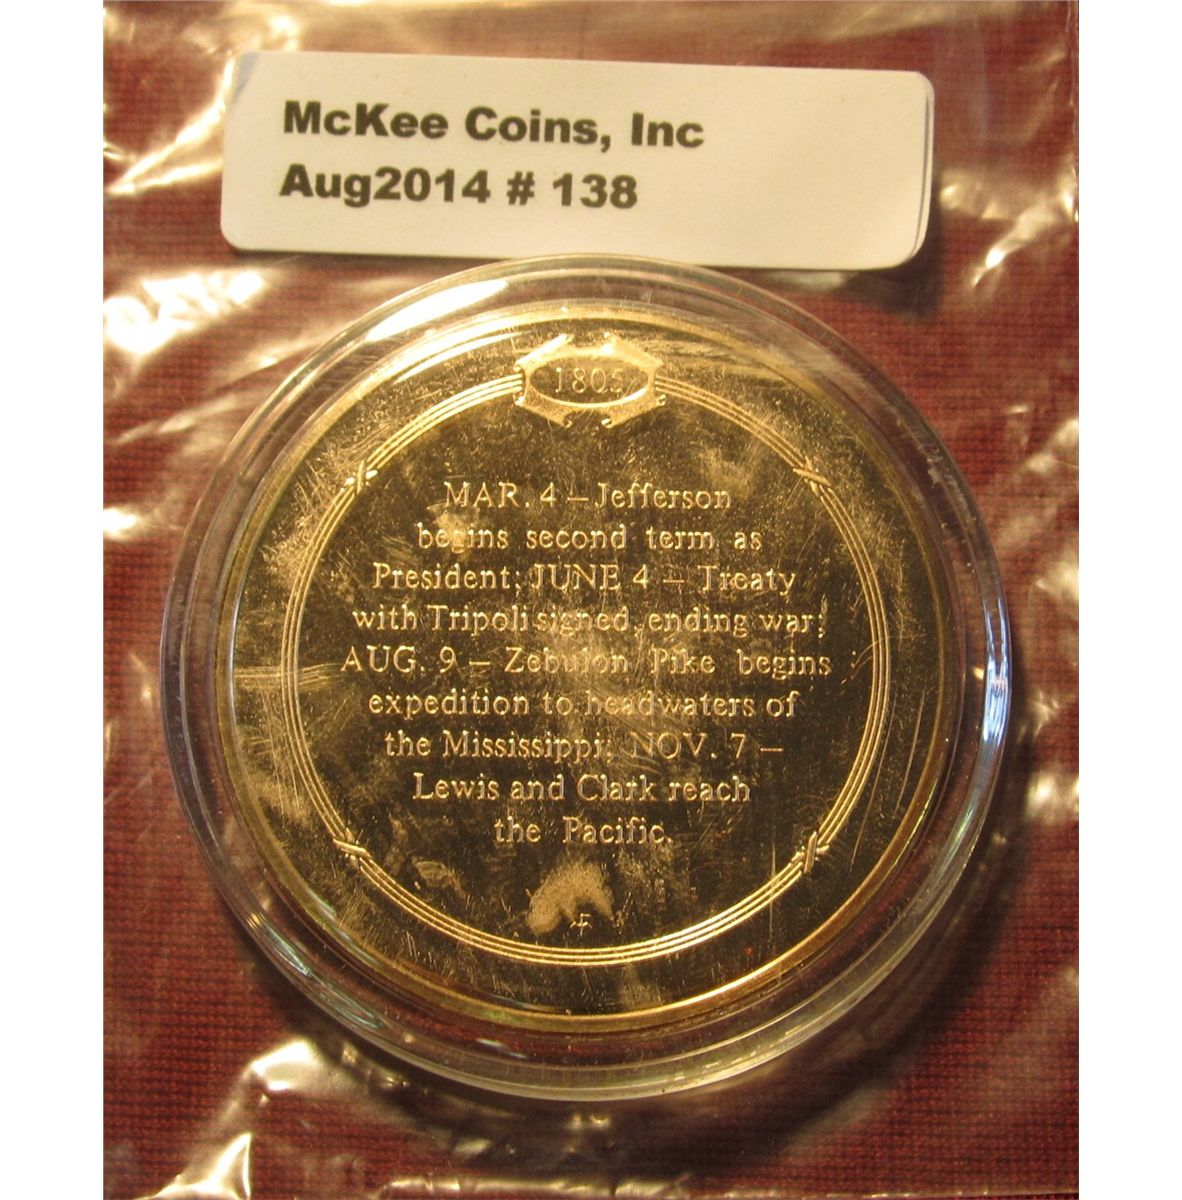 McKee Coins, Inc
Aug2014 # 138
1805
MAR. 4 – Jefferson
begins second term as
President; JUNE 4 – Treaty
with Tripoli signed, ending war;
AUG. 9 – Zebulon Pike begins
expedition to headwaters of
the Mississippi; NOV. 7 –
Lewis and Clark reach
the Pacific.